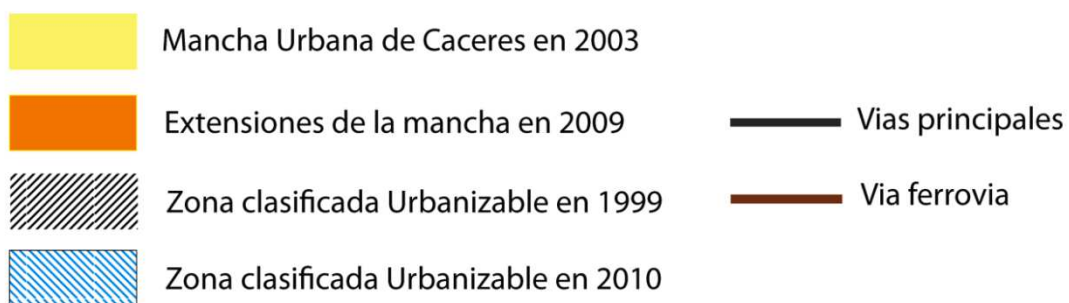 Mancha Urbana de Caceres en 2003
Extensiones de la mancha en 2009
Vias principales
Zona clasificada Urbanizable en 1999
Via ferrovia
Zona clasificada Urbanizable en 2010